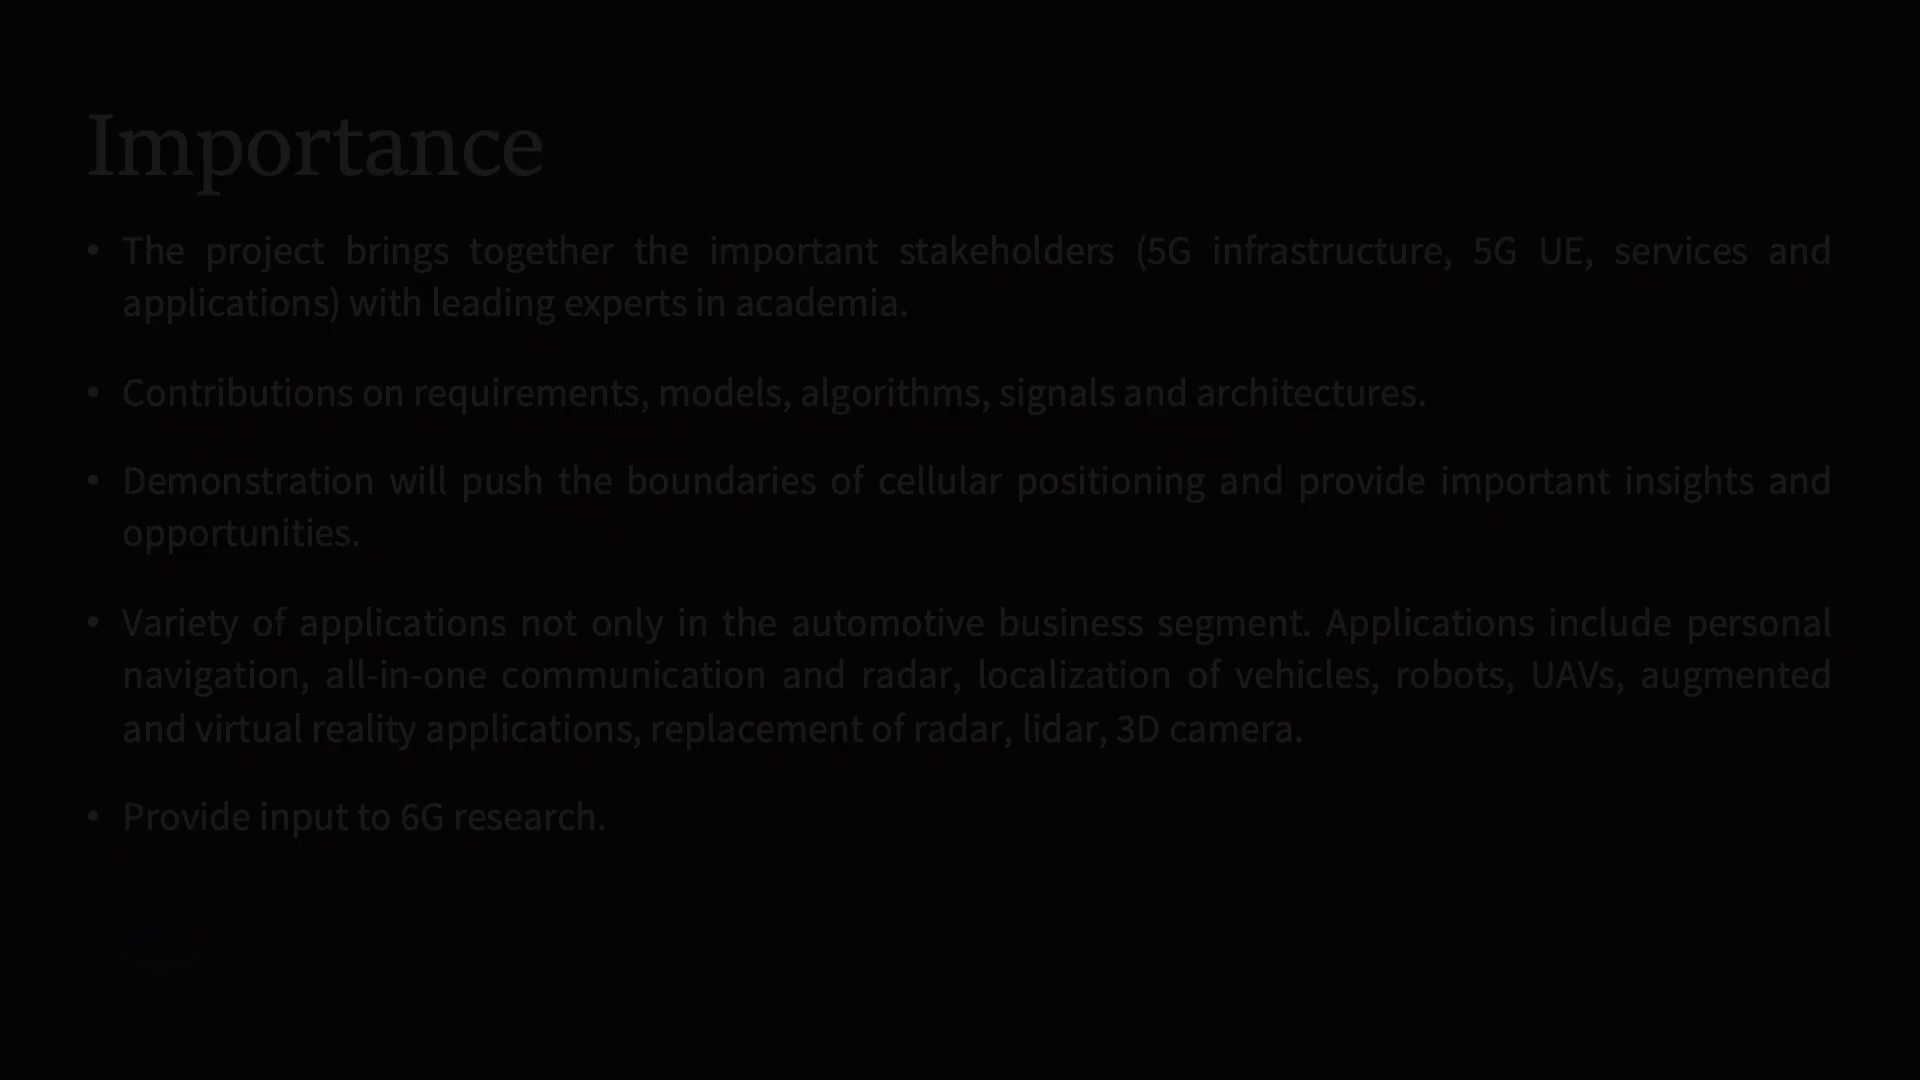 Importance
• The project brings together the important stakeholders (5G infrastructure, 5G UE, services and
applications) with leading experts in academia.
• Contributions on requirements, models, algorithms, signals and architectures.
• Demonstration will push the boundaries of cellular positioning and provide important insights and
opportunities.
• Variety of applications not only in the automotive business segment. Applications include personal
navigation, all-in-one communication and radar, localization of vehicles, robots, UAVs, augmented
and virtual reality applications, replacement of radar, lidar, 3D camera.
• Provide input to 6G research.